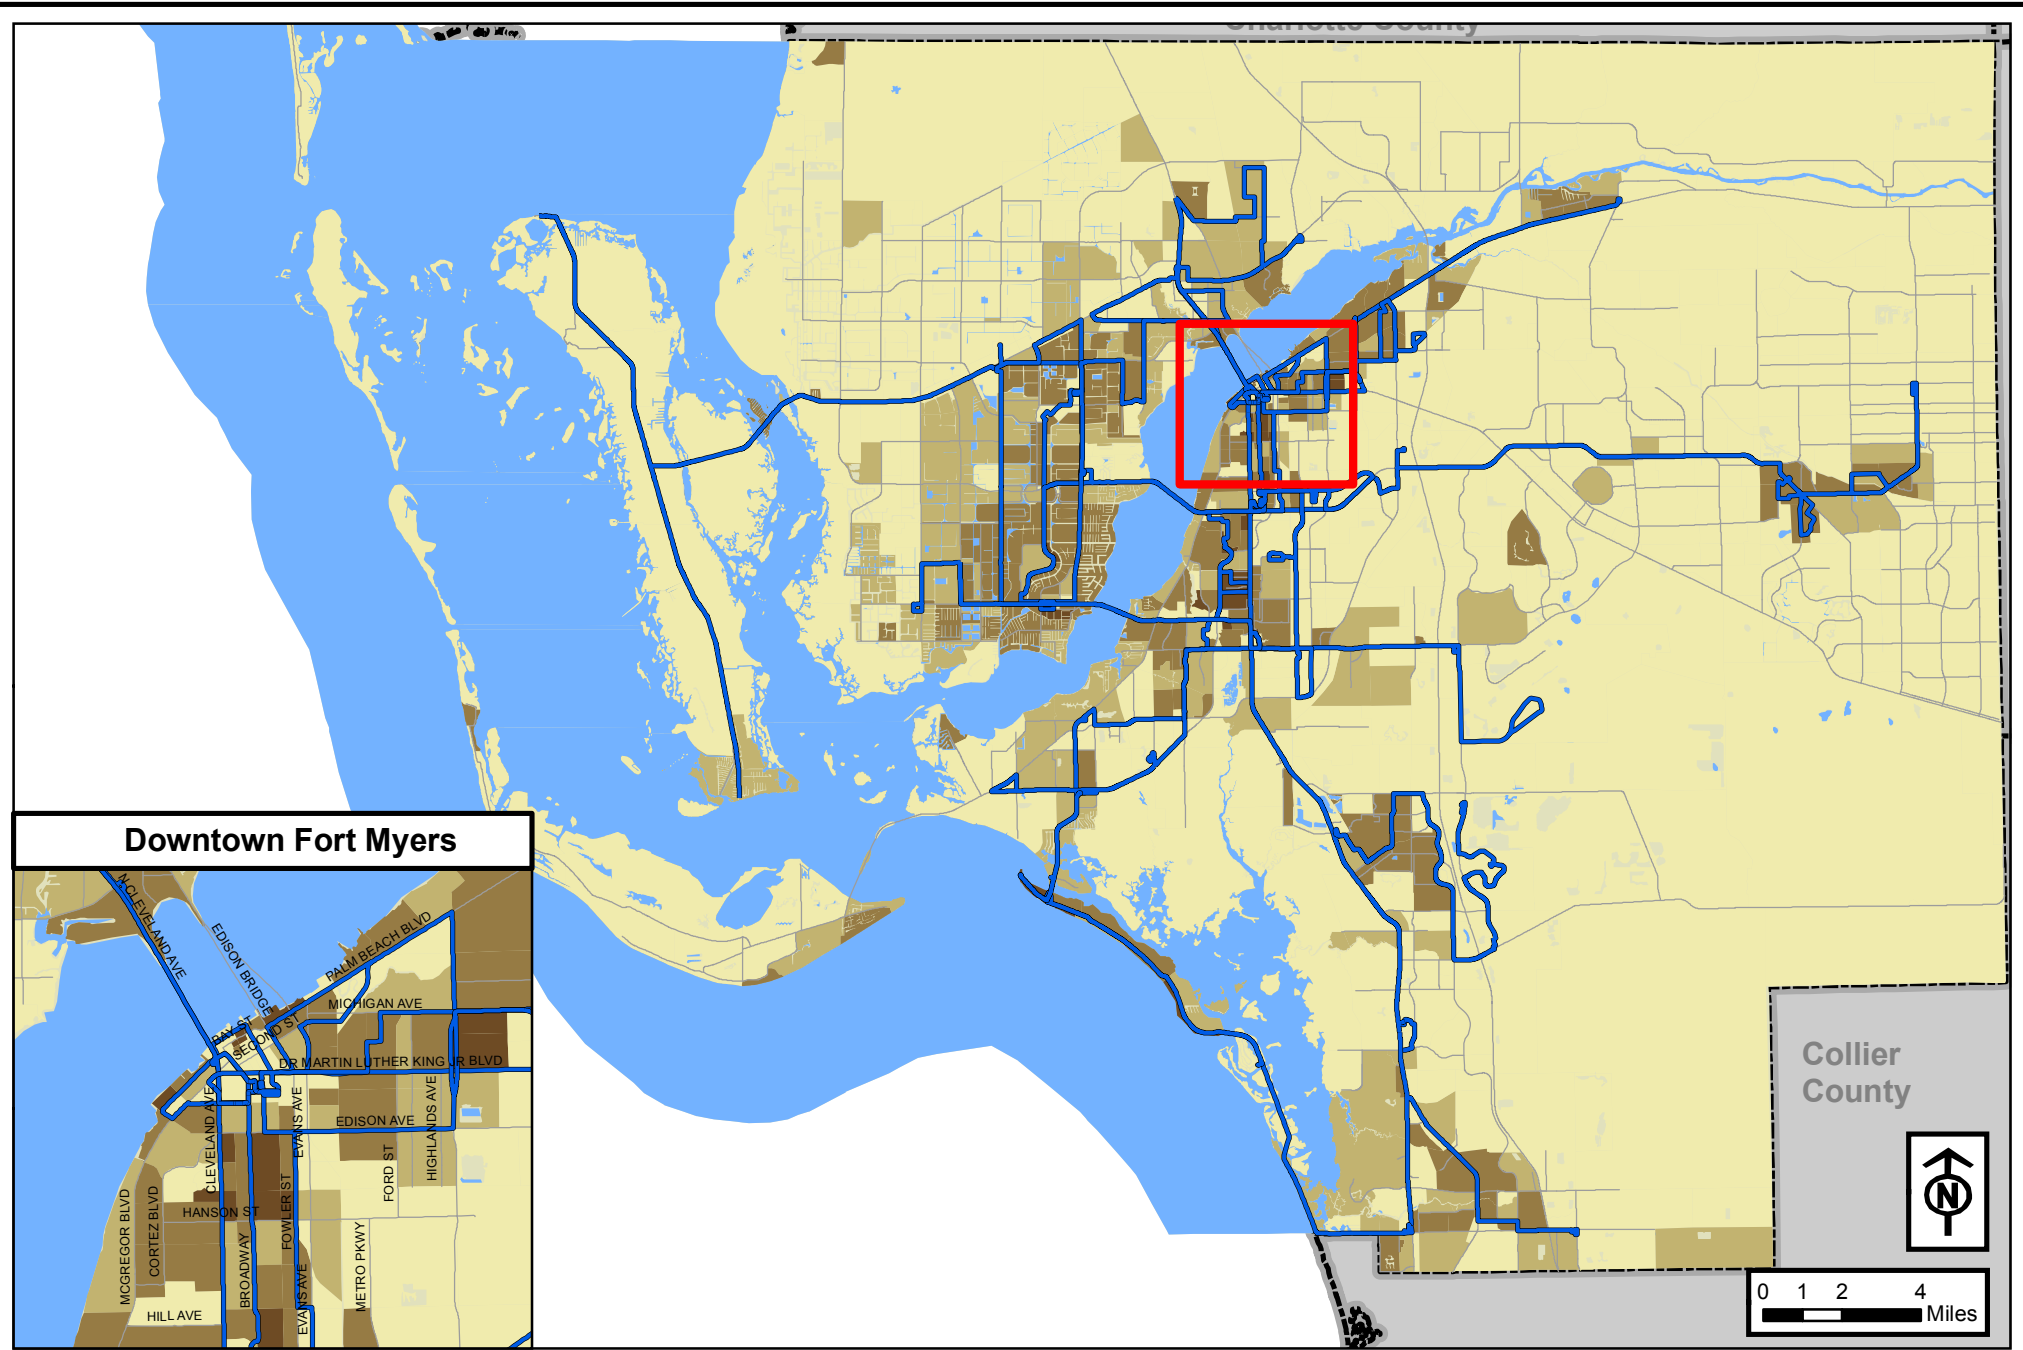 Charlotte County
Downtown Fort Myers
N CLEVELAND AVE
EDISON BRIDGE
PALM BEACH BLVD
MICHIGAN AVE
BAY ST
SECOND ST
DR MARTIN LUTHER KING JR BLVD
CLEVELAND AVE
EVANS AVE
EDISON AVE
HIGHLANDS AVE
FORD ST
MCGREGOR BLVD
CORTEZ BLVD
HANSON ST
FOWLER ST
BROADWAY
METRO PKWY
EVANS AVE
HILL AVE
Collier
County
N
0 1 2 4
Miles